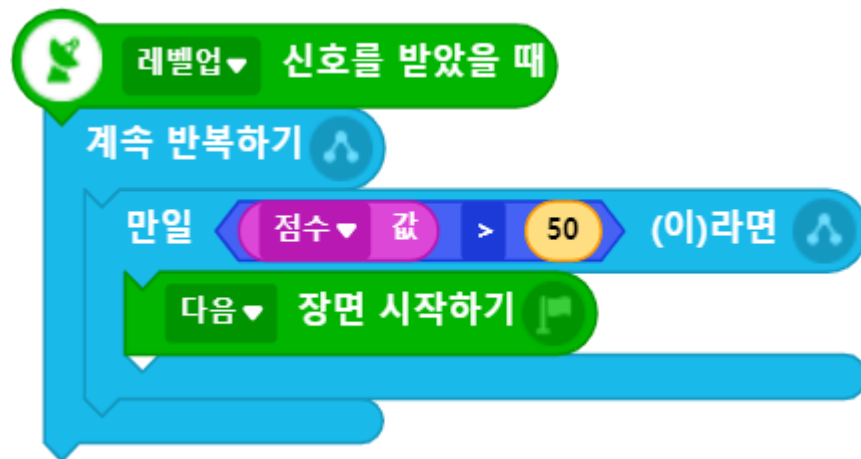 레벨업 신호를 받았을 때
계속 반복하기
만일 점수 값 > 50 (이)라면
다음 장면 시작하기